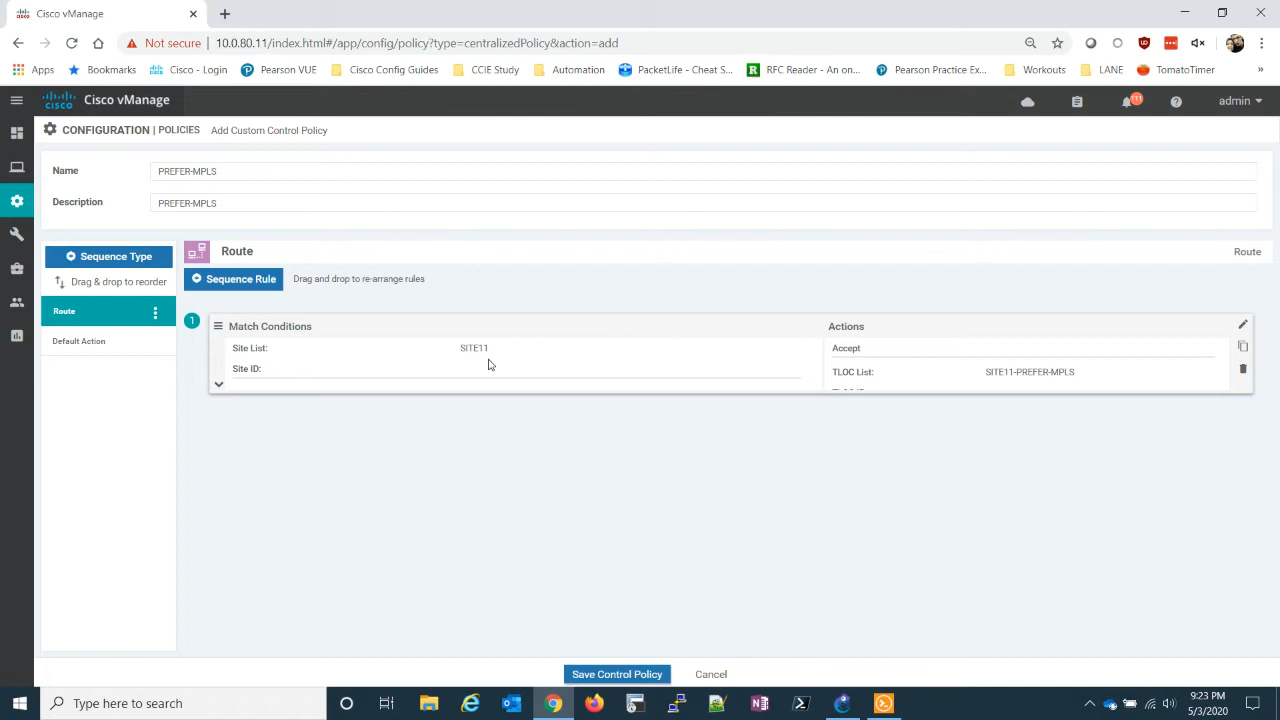 Cisco vManage
Not secure 10.0.80.11/index.html#/app/config/policy?type=centralizedPolicy&action=add
Apps Bookmarks Cisco - Login Pearson VUE Cisco Config Guides CCIE Study Automation PacketLife - Cheat S... RFC Reader - An on... Pearson Practice Ex... Workouts LANE TomatoTimer »
CISCO Cisco vManage 111 admin
CONFIGURATION | POLICIES Add Custom Control Policy
Name PREFER-MPLS
Description PREFER-MPLS
Sequence Type Route Route
Drag & drop to reorder Sequence Rule Drag and drop to re-arrange rules
Route
Default Action
1 Match Conditions Actions
Site List: SITE11 Accept
Site ID: TLOC List: SITE11-PREFER-MPLS
Save Control Policy Cancel
Type here to search
9:23 PM
5/3/2020